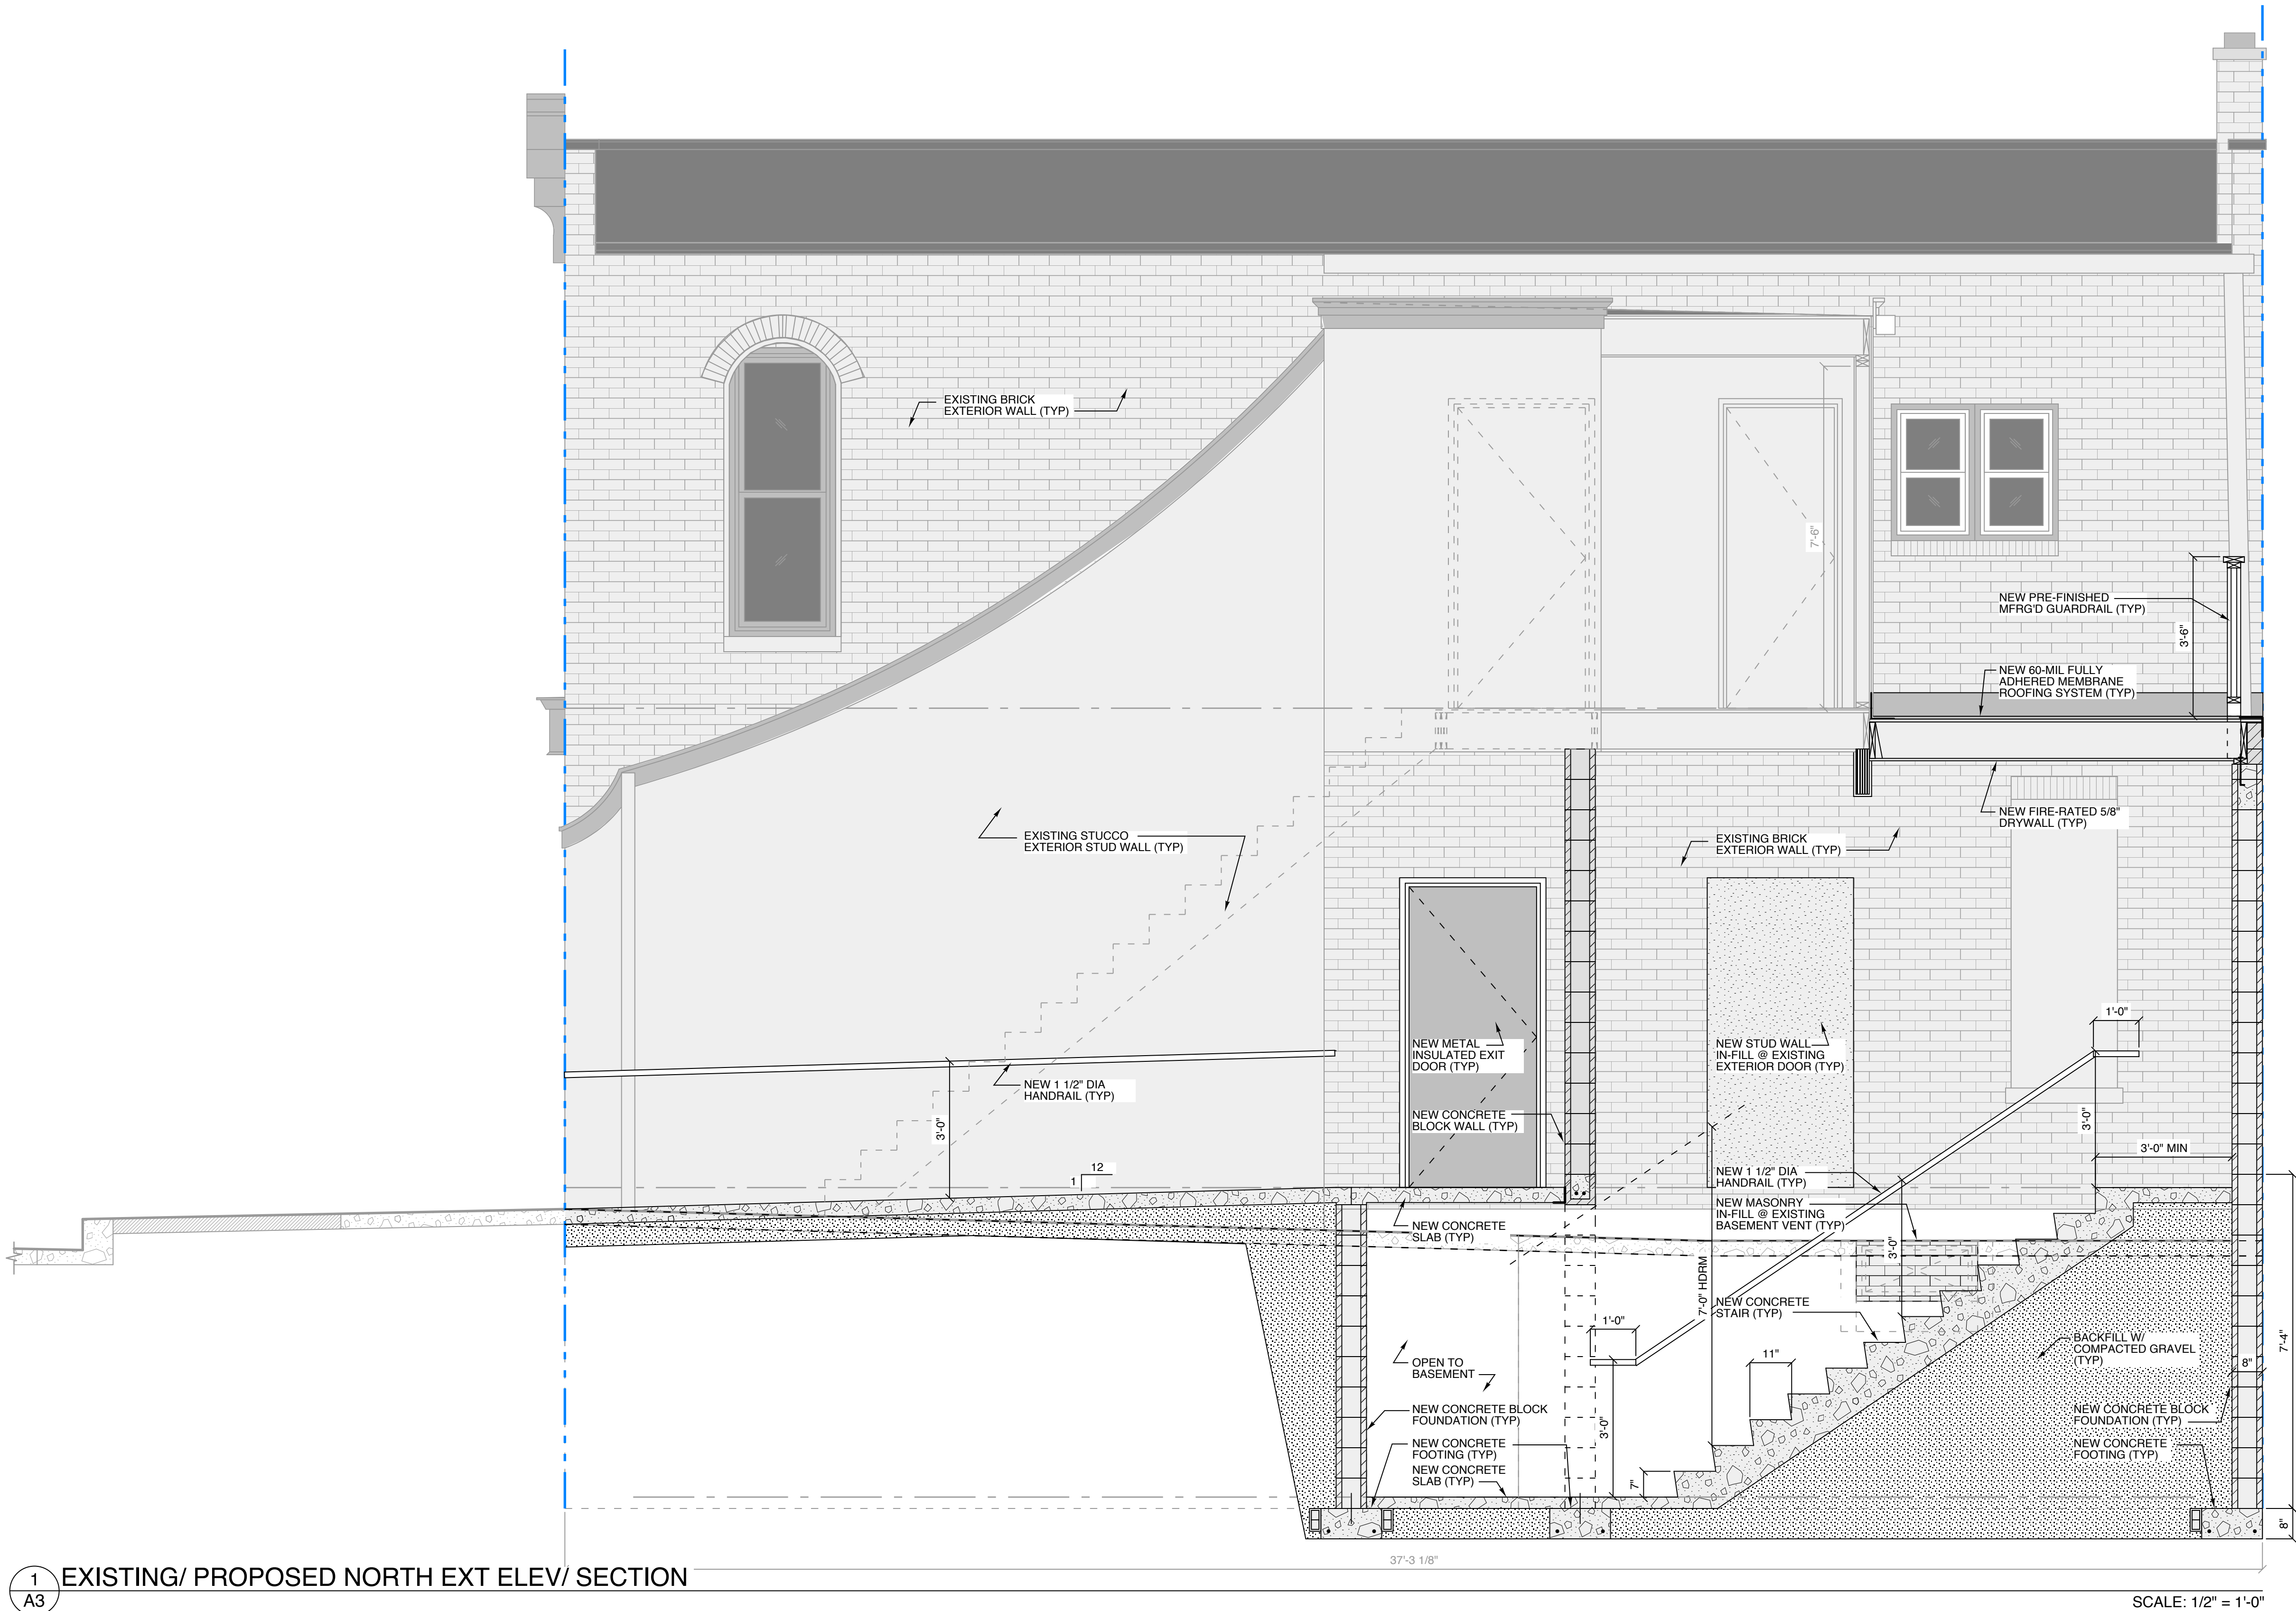 EXISTING BRICK
EXTERIOR WALL (TYP)
7'-6"
NEW PRE-FINISHED
MFRG'D GUARDRAIL (TYP)
3'-6"
NEW 60-MIL FULLY
ADHERED MEMBRANE
ROOFING SYSTEM (TYP)
NEW FIRE-RATED 5/8"
DRYWALL (TYP)
EXISTING STUCCO
EXTERIOR STUD WALL (TYP)
EXISTING BRICK
EXTERIOR WALL (TYP)
1'-0"
NEW METAL
INSULATED EXIT
DOOR (TYP)
NEW STUD WALL
IN-FILL @ EXISTING
EXTERIOR DOOR (TYP)
NEW 1 1/2" DIA
HANDRAIL (TYP)
3'-0"
NEW CONCRETE
BLOCK WALL (TYP)
3'-0"
3'-0" MIN
12
1
NEW 1 1/2" DIA
HANDRAIL (TYP)
NEW MASONRY
IN-FILL @ EXISTING
BASEMENT VENT (TYP)
NEW CONCRETE
SLAB (TYP)
3'-0"
7'-0" HDRM
NEW CONCRETE
STAIR (TYP)
1'-0"
11"
OPEN TO
BASEMENT
BACKFILL W/
COMPACTED GRAVEL
(TYP)
8"
7'-4"
NEW CONCRETE BLOCK
FOUNDATION (TYP)
3'-0"
NEW CONCRETE BLOCK
FOUNDATION (TYP)
NEW CONCRETE
FOOTING (TYP)
NEW CONCRETE
FOOTING (TYP)
NEW CONCRETE
SLAB (TYP)
7"
8"
37'-3 1/8"
1
A3
EXISTING/ PROPOSED NORTH EXT ELEV/ SECTION
SCALE: 1/2" = 1'-0"